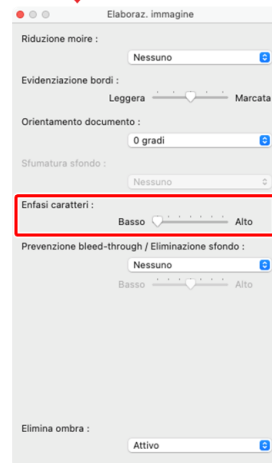 Elaboraz. immagine
Riduzione moire :
Nessuno
Evidenziazione bordi :
Leggera Marcata
Orientamento documento :
0 gradi
Sfumatura sfondo :
Nessuno
Enfasi caratteri :
Basso Alto
Prevenzione bleed-through / Eliminazione sfondo :
Nessuno
Basso Alto
Elimina ombra :
Attivo